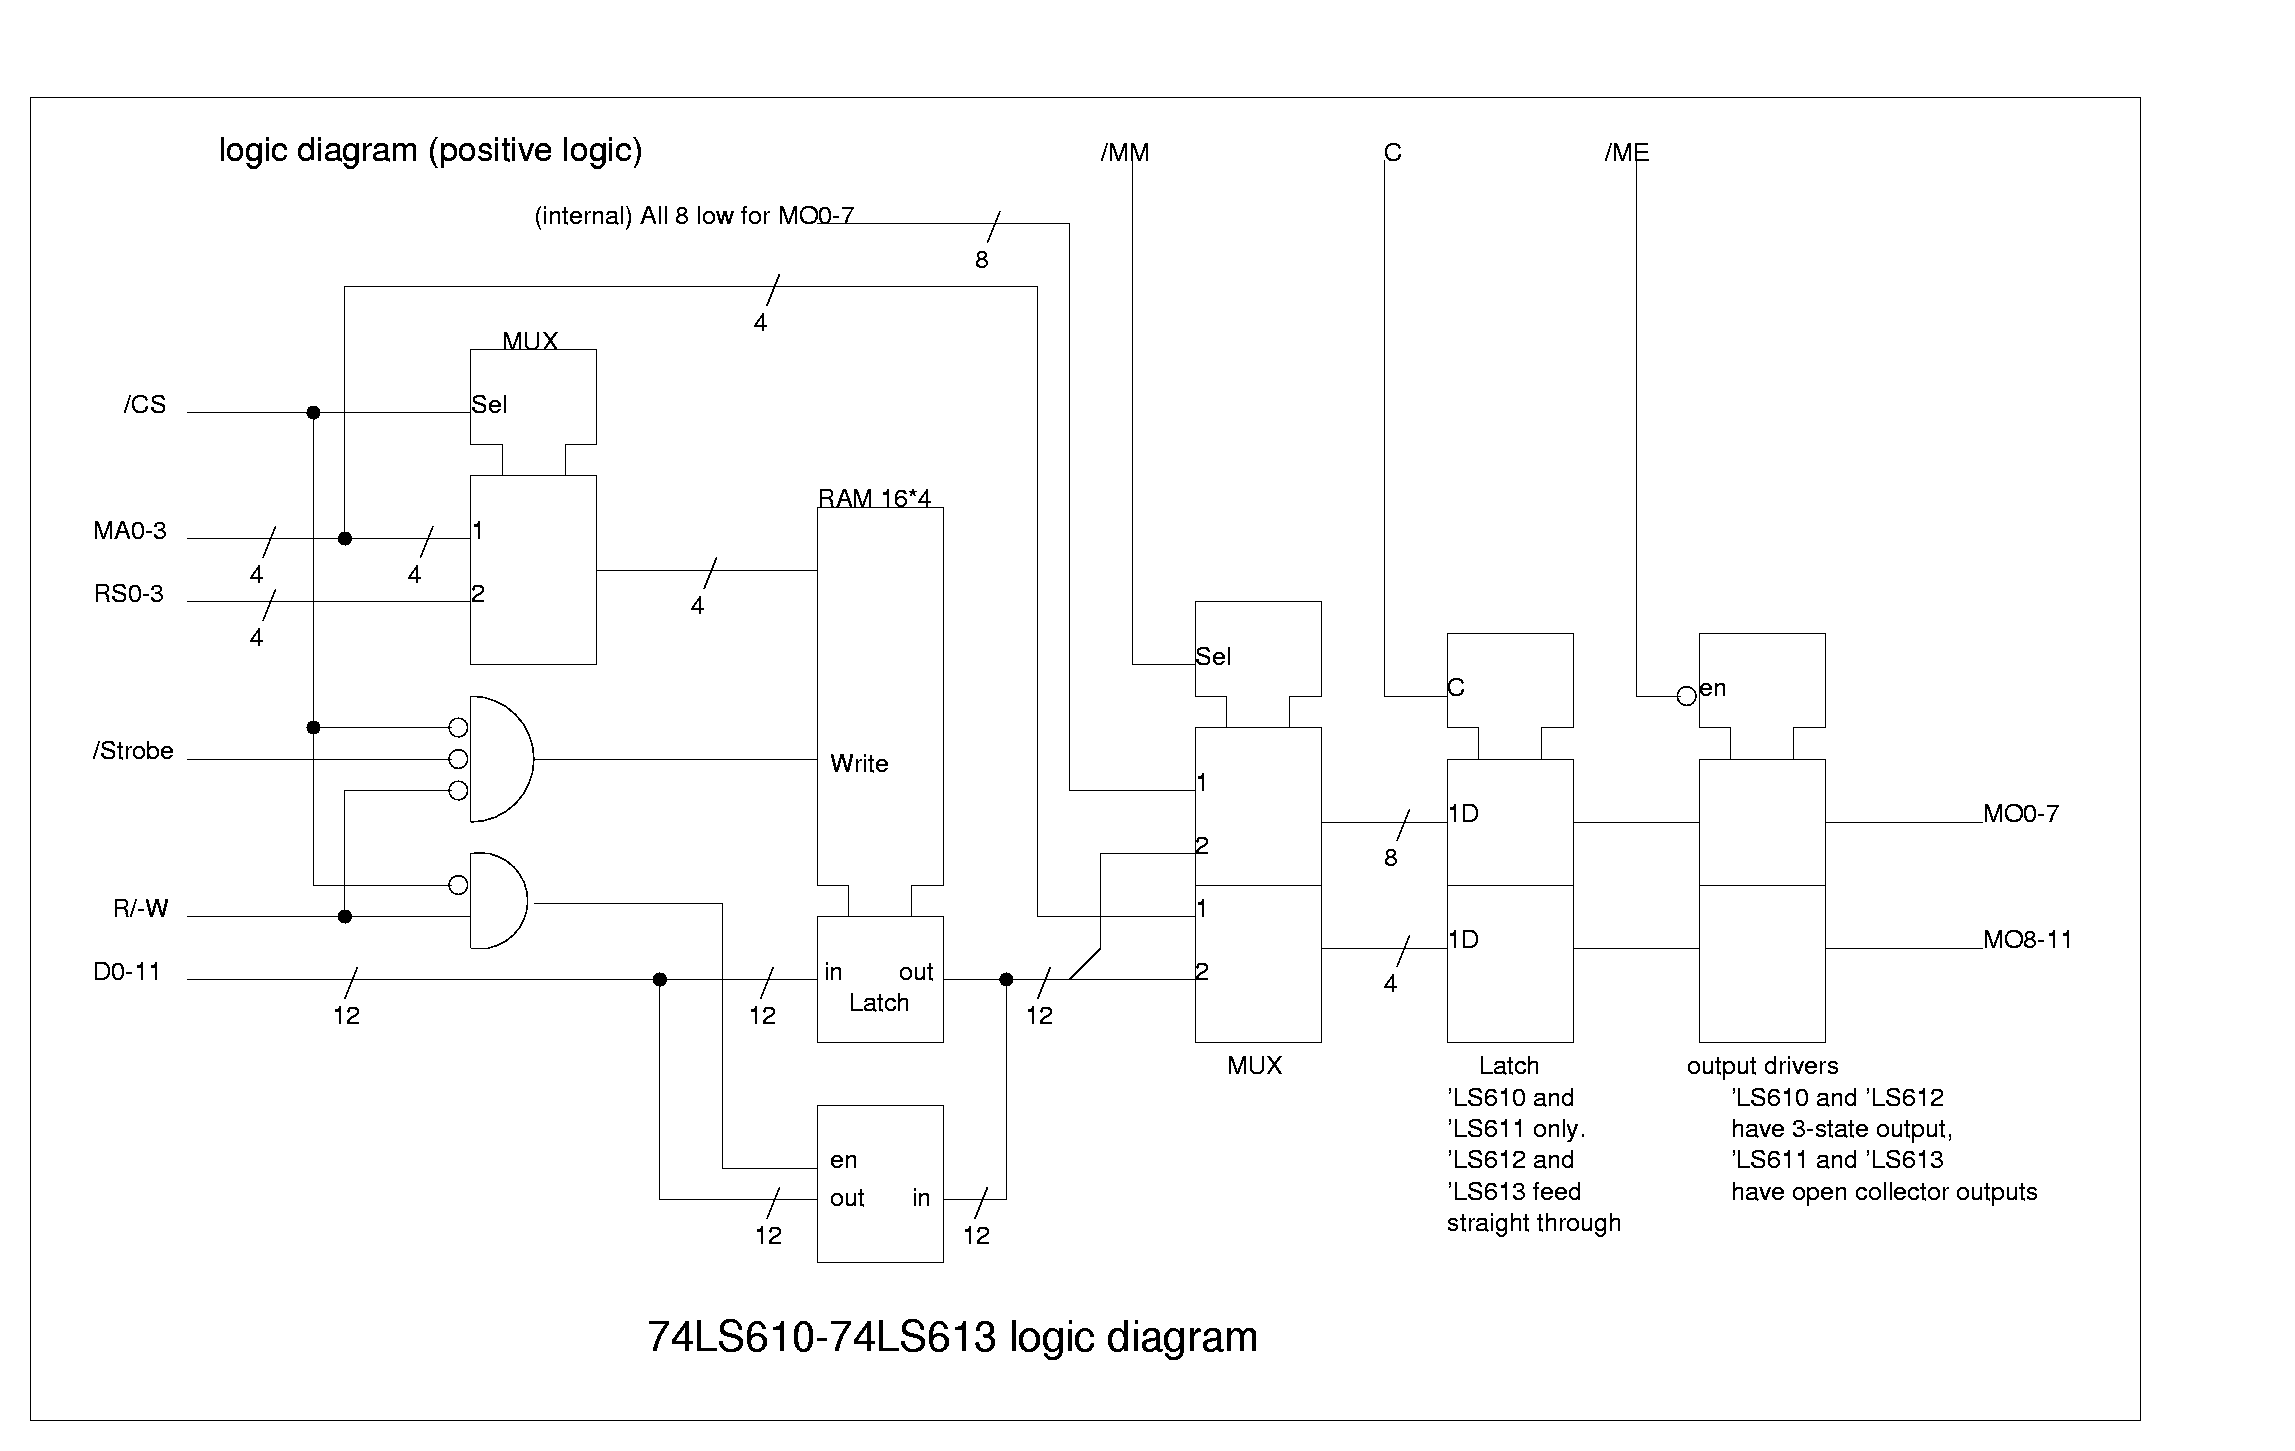 logic diagram (positive logic)
/MM
C
/ME
(internal) All 8 low for MO0-7
8
4
MUX
/CS
Sel
RAM 16*4
MA0-3
4
4
1
RS0-3
4
2
4
Sel
C
en
/Strobe
Write
1
1D
MO0-7
2
8
R/-W
1
1D
MO8-11
D0-11
12
12
in
out
Latch
12
2
4
MUX
Latch
output drivers
'LS610 and
'LS611 only.
'LS612 and
'LS613 feed
straight through
'LS610 and 'LS612
have 3-state output,
'LS611 and 'LS613
have open collector outputs
en
out
in
12
12
74LS610-74LS613 logic diagram